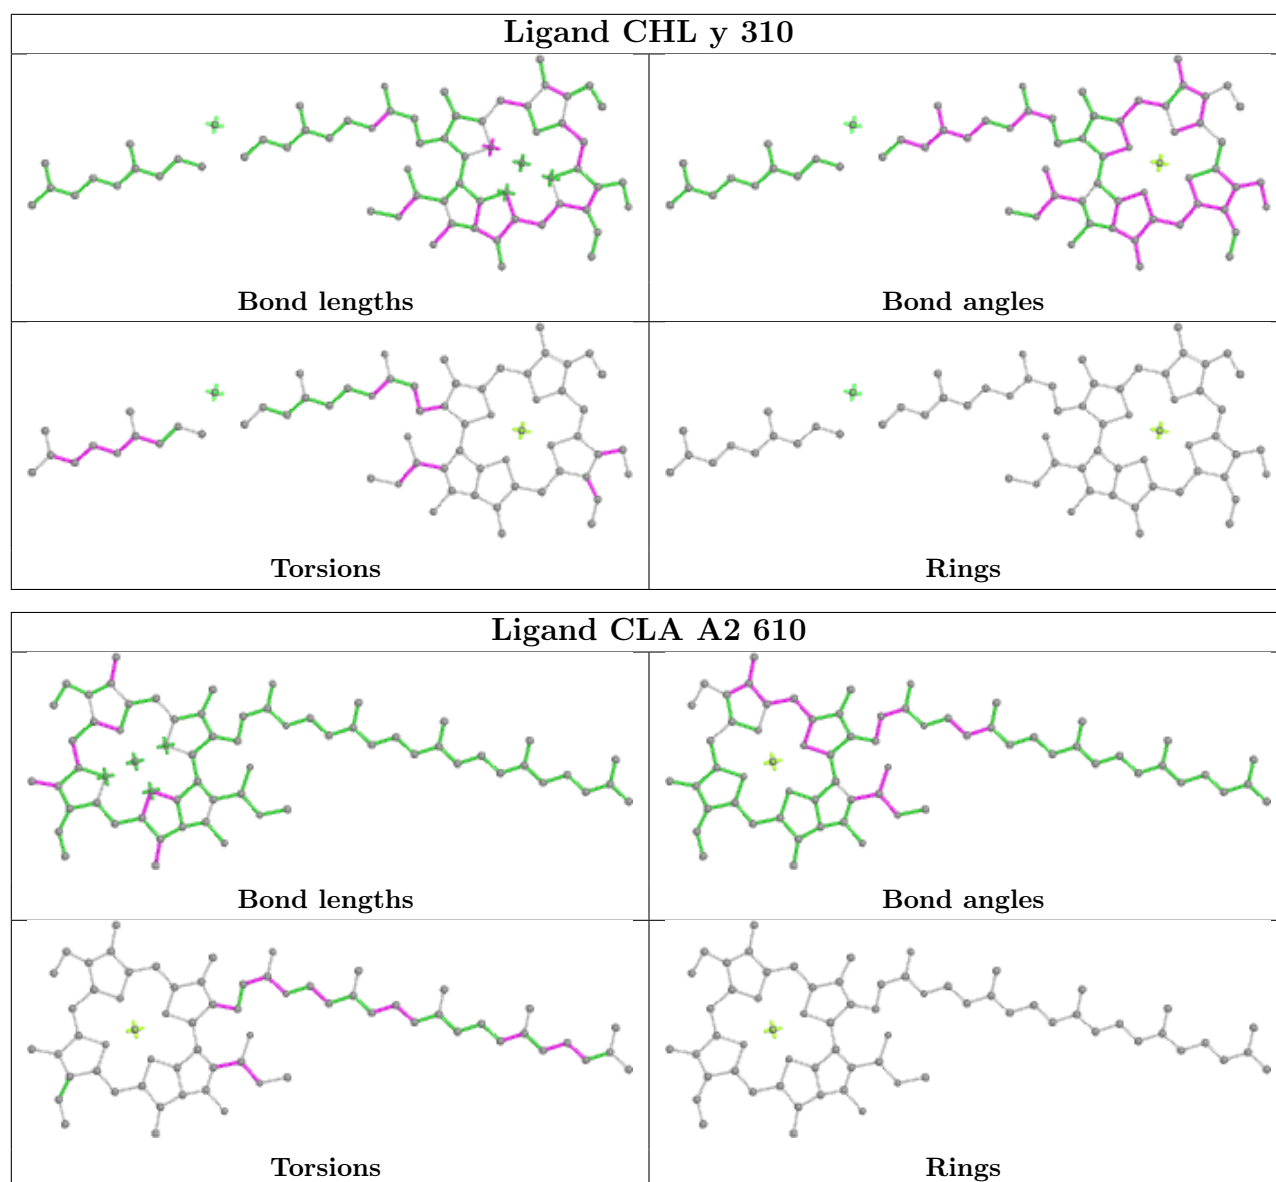 Ligand CHL y 310
Bond lengths
Bond angles
Torsions
Rings
Ligand CLA A2 610
Bond lengths
Bond angles
Torsions
Rings